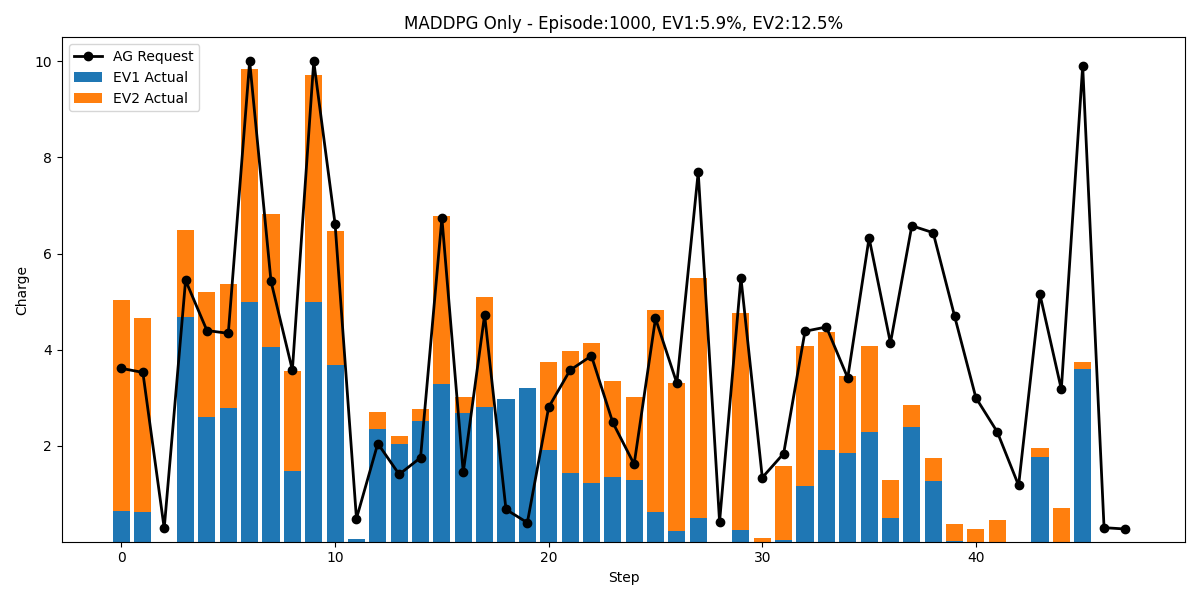 MADDPG Only - Episode:1000, EV1:5.9%, EV2:12.5%
AG Request
EV1 Actual
EV2 Actual
10
8
6
4
2
Charge
0
10
20
30
40
Step